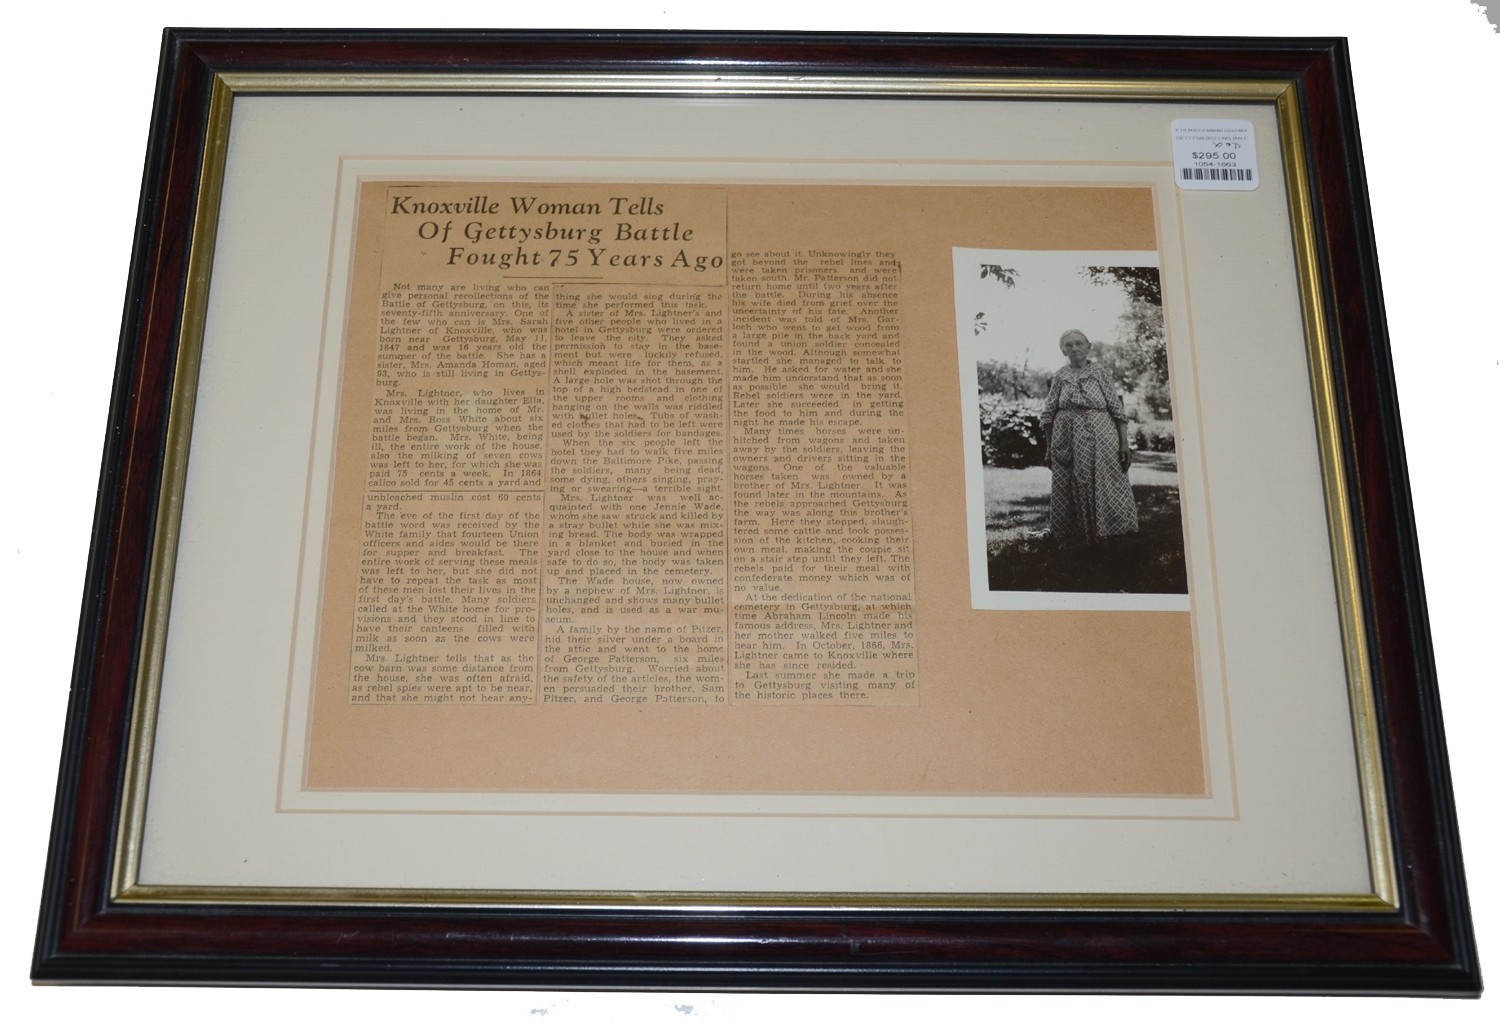 Knoxville Woman Tells
Of Gettysburg Battle
Fought 75 Years Ago
Not many are living who can
give personal recollections of the
Battle of Gettysburg, on this, its
seventy-fifth anniversary. One of
the few who can is Mrs. Sarah
Lightner of Knoxville, who was
born near Gettysburg, May 11,
1847 and was 16 years old the
summer of the battle. She has a
sister, Mrs. Amanda Homan, aged
93, who is still living in Gettys-
burg.
Mrs. Lightner, who lives in
Knoxville with her daughter Ella,
was living in the home of Mr.
and Mrs. Ross White about six
miles from Gettysburg when the
battle began. Mrs. White, being
ill, the entire work of the house,
also the milking of seven cows
was left to her, for which she was
paid 75 cents a week. In 1864
calico sold for 45 cents a yard and
unbleached muslin cost 60 cents
a yard.
The eve of the first day of the
battle word was received by the
White family that fourteen Union
officers and aides would be there
for supper and breakfast. The
entire work of serving these meals
was left to her, but she did not
have to repeat the task as most
of these men lost their lives in the
first day's battle. Many soldiers
called at the White home for pro-
visions and they stood in line to
have their canteens filled with
milk as soon as the cows were
milked.
Mrs. Lightner tells that as the
cow barn was some distance from
the house, she was often afraid,
as rebel spies were apt to be near,
and that she might not hear any-
thing she would sing during the
time she performed this task.
A sister of Mrs. Lightner's and
five other people who lived in a
hotel in Gettysburg were ordered
to leave the city. They asked
permission to stay in the base-
ment but were luckily refused,
which meant life for them, as a
shell exploded in the basement.
A large hole was shot through the
top of a high bedstead in one of
the upper rooms and clothing
hanging on the walls was riddled
with bullet holes. Tubs of wash-
ed clothes that had to be left were
used by the soldiers for bandages.
When the six people left the
hotel they had to walk five miles
down the Baltimore Pike, passing
the soldiers, many being dead,
some dying, others singing, pray-
ing or swearing—a terrible sight.
Mrs. Lightner was well ac-
quainted with one Jennie Wade,
whom she saw struck and killed by
a stray bullet while she was mix-
ing bread. The body was wrapped
in a blanket and buried in the
yard close to the house and when
safe to do so, the body was taken
up and placed in the cemetery.
The Wade house, now owned
by a nephew of Mrs. Lightner, is
unchanged and shows many bullet
holes, and is used as a war mu-
seum.
A family by the name of Pitzer,
hid their silver under a board in
the attic and went to the home
of George Patterson, six miles
from Gettysburg. Worried about
the safety of the articles, the wom-
en persuaded their brother, Sam
Pitzer, and George Patterson, to
go see about it. Unknowingly they
got beyond the rebel lines and
were taken prisoners and were
taken south. Mr. Patterson did not
return home until two years after
the battle. During his absence
his wife died from grief over the
uncertainty of his fate. Another
incident was told of Mrs. Gar-
loch who went to get wood from
a large pile in the back yard and
found a union soldier concealed
in the wood. Although somewhat
startled she managed to talk to
him. He asked for water and she
made him understand that as soon
as possible she would bring it.
Rebel soldiers were in the yard.
Later she succeeded in getting
the food to him and during the
night he made his escape.
Many times horses were un-
hitched from wagons and taken
away by the soldiers, leaving the
owners and drivers sitting in the
wagons. One of the valuable
horses taken was owned by a
brother of Mrs. Lightner. It was
found later in the mountains. As
the rebels approached Gettysburg
the way was along this brother's
farm. Here they stopped, slaugh-
tered some cattle and took posses-
sion of the kitchen, cooking their
own meal, making the couple sit
on a stair step until they left. The
rebels paid for their meal with
confederate money which was of
no value.
At the dedication of the national
cemetery in Gettysburg, at which
time Abraham Lincoln made his
famous address, Mrs. Lightner and
her mother walked five miles to
hear him. In October, 1866, Mrs.
Lightner came to Knoxville where
she has since resided.
Last summer she made a trip
to Gettysburg visiting many of
the historic places there.
$295.00
1054-1663